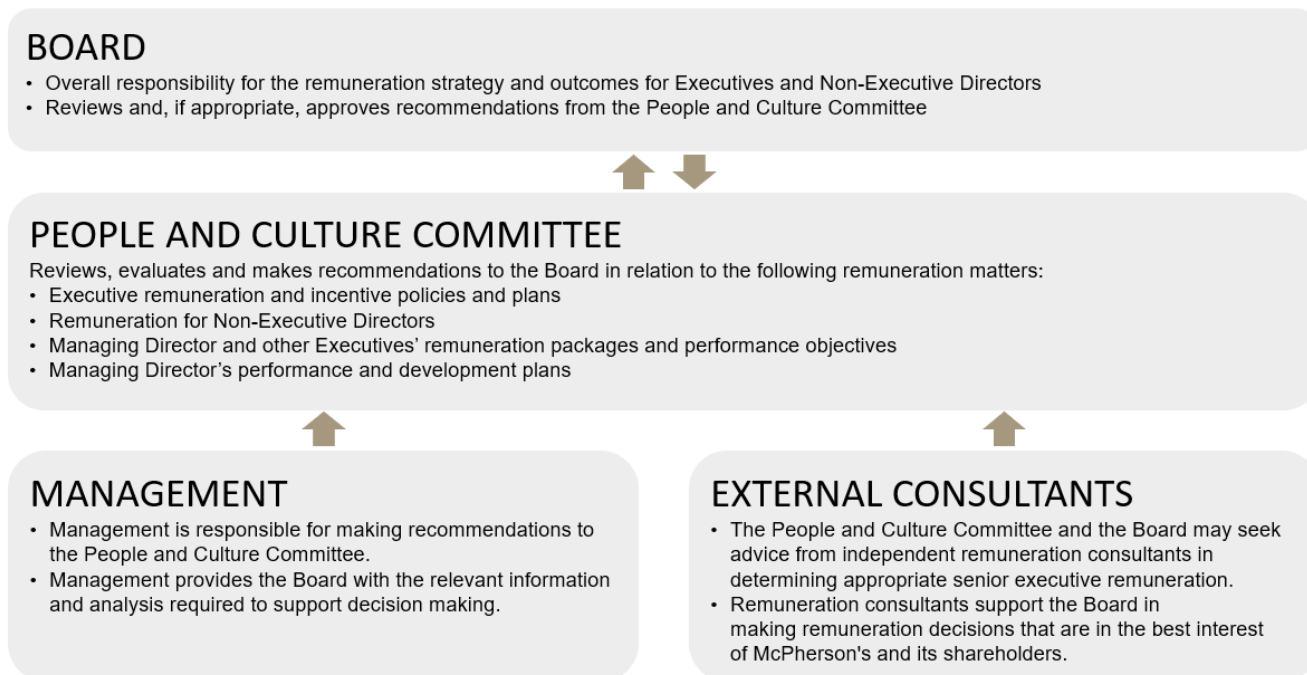 BOARD
• Overall responsibility for the remuneration strategy and outcomes for Executives and Non-Executive Directors
• Reviews and, if appropriate, approves recommendations from the People and Culture Committee
PEOPLE AND CULTURE COMMITTEE
Reviews, evaluates and makes recommendations to the Board in relation to the following remuneration matters:
• Executive remuneration and incentive policies and plans
• Remuneration for Non-Executive Directors
• Managing Director and other Executives’ remuneration packages and performance objectives
• Managing Director’s performance and development plans
MANAGEMENT
• Management is responsible for making recommendations to
the People and Culture Committee.
• Management provides the Board with the relevant information
and analysis required to support decision making.
EXTERNAL CONSULTANTS
• The People and Culture Committee and the Board may seek
advice from independent remuneration consultants in
determining appropriate senior executive remuneration.
• Remuneration consultants support the Board in
making remuneration decisions that are in the best interest
of McPherson's and its shareholders.